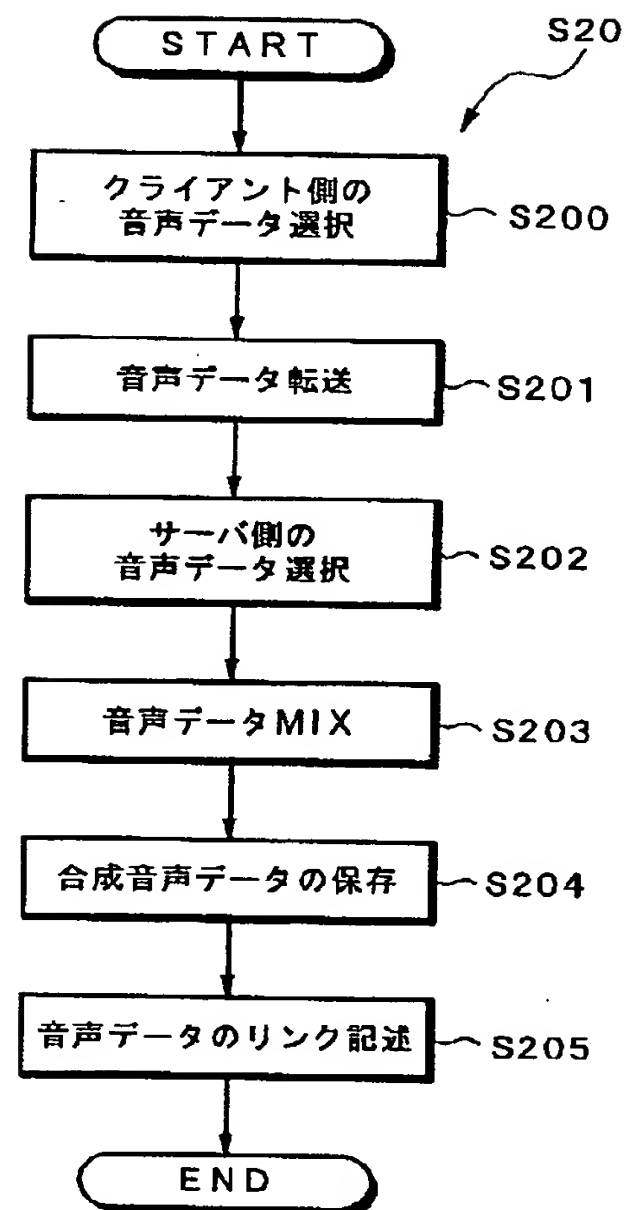 START
S20
クライアント側の
音声データ選択
S200
音声データ転送
S201
サーバ側の
音声データ選択
S202
音声データMIX
S203
合成音声データの保存
S204
音声データのリンク記述
S205
END